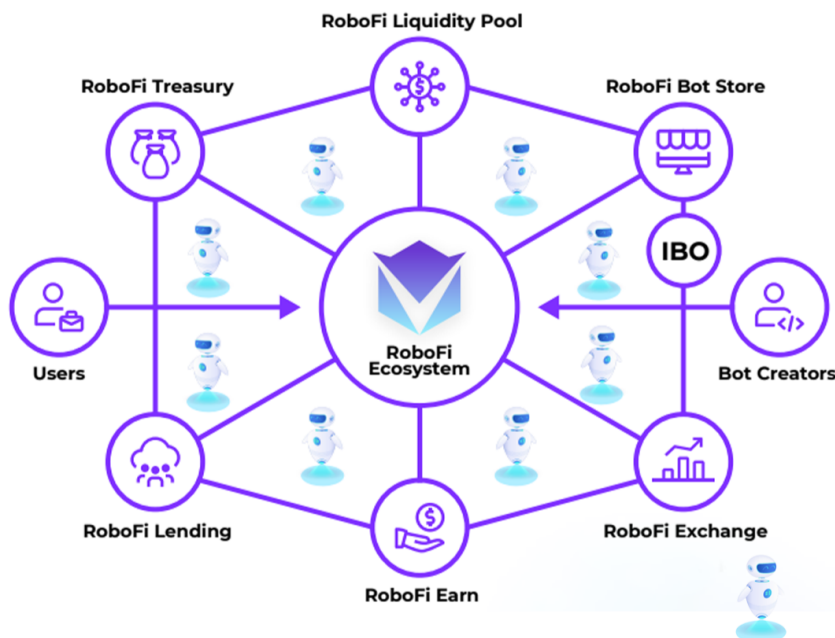 RoboFi Liquidity Pool
RoboFi Treasury
RoboFi Bot Store
IBO
RoboFi
Ecosystem
Users
Bot Creators
RoboFi Lending
RoboFi Exchange
RoboFi Earn